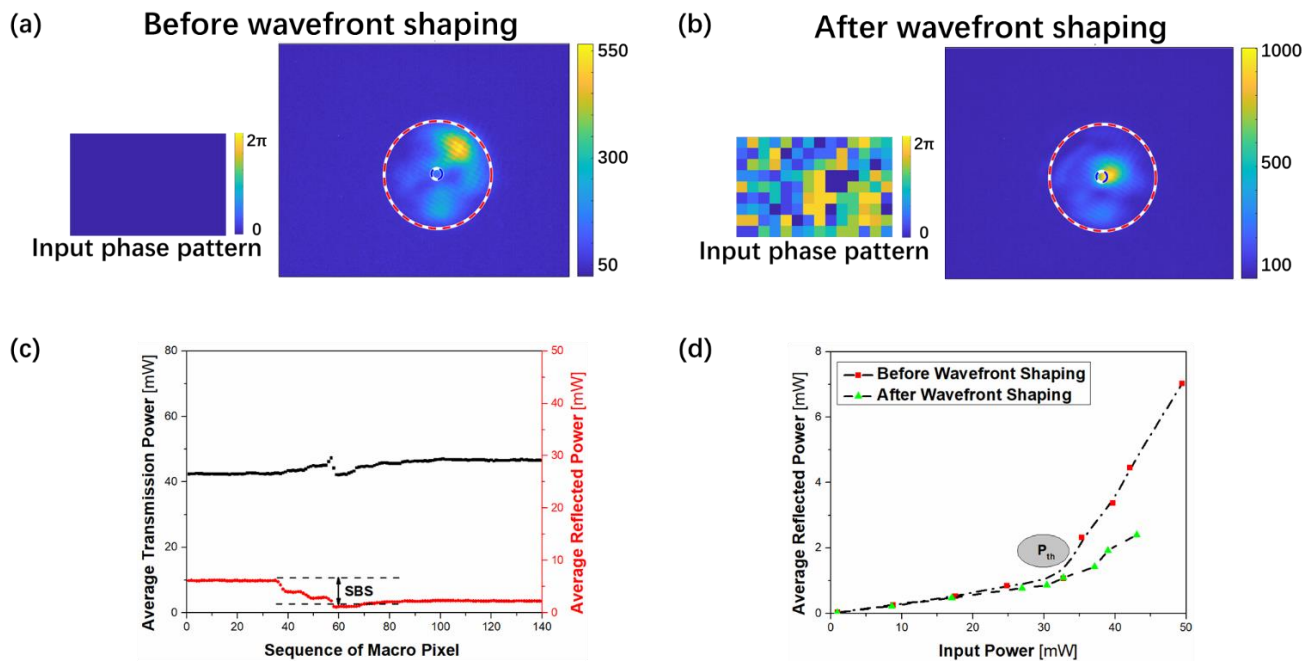 (a) Before wavefront shaping
550
300
50
2π
0
Input phase pattern
(b) After wavefront shaping
1000
500
100
2π
0
Input phase pattern
(c)
Average Transmission Power [mW]
80
60
40
20
0
0 20 40 60 80 100 120 140
Sequence of Macro Pixel
50
40
30
20
10
0
Average Reflected Power [mW]
SBS
(d)
Average Reflected Power [mW]
8
6
4
2
0
0 10 20 30 40 50
Input Power [mW]
Before Wavefront Shaping
After Wavefront Shaping
Pth